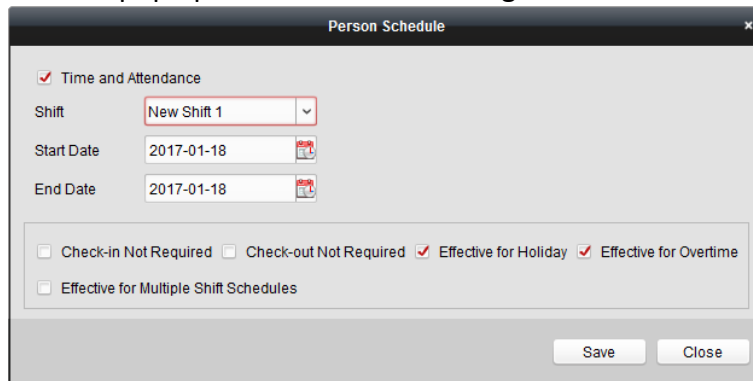 Person Schedule
Time and Attendance
Shift New Shift 1
Start Date 2017-01-18
End Date 2017-01-18
Check-in Not Required Check-out Not Required Effective for Holiday Effective for Overtime
Effective for Multiple Shift Schedules
Save Close